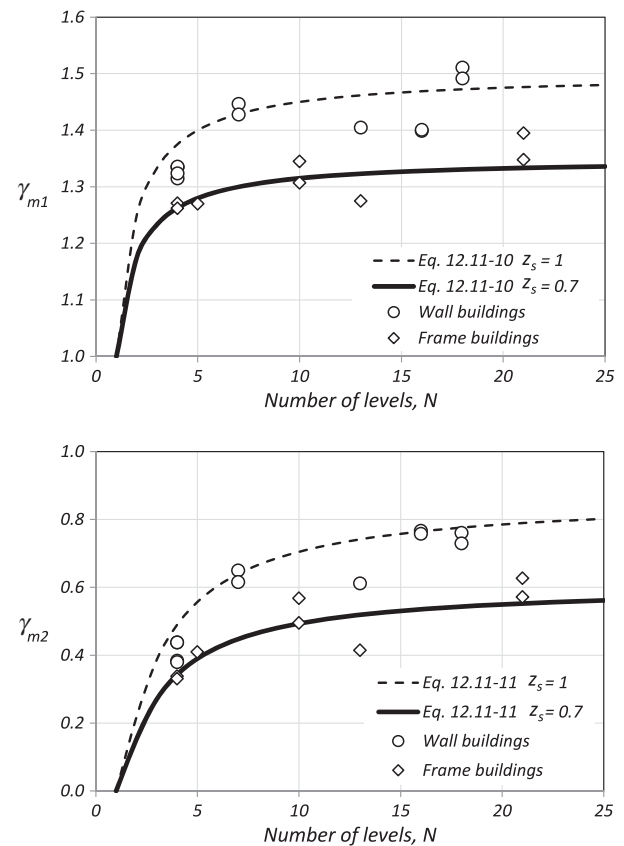 1.6
1.5
1.4
1.3
1.2
1.1
1.0
γm1
Eq. 12.11-10 zs = 1
Eq. 12.11-10 zs = 0.7
Wall buildings
Frame buildings
0 5 10 15 20 25
Number of levels, N
1.0
0.8
0.6
0.4
0.2
0.0
γm2
Eq. 12.11-11 zs = 1
Eq. 12.11-11 zs = 0.7
Wall buildings
Frame buildings
0 5 10 15 20 25
Number of levels, N